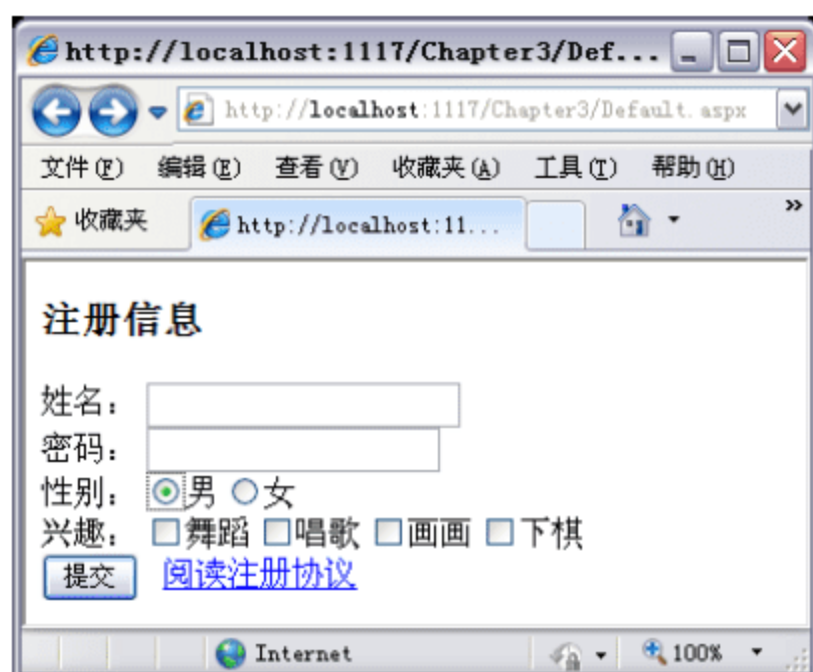 http://localhost:1117/Chapter3/Def...
http://localhost:1117/Chapter3/Default.aspx
文件(F) 编辑(E) 查看(V) 收藏夹(A) 工具(T) 帮助(H)
收藏夹 http://localhost:11... »
注册信息
姓名：
密码：
性别： 男 女
兴趣： 舞蹈 唱歌 画画 下棋
提交 阅读注册协议
Internet 100%